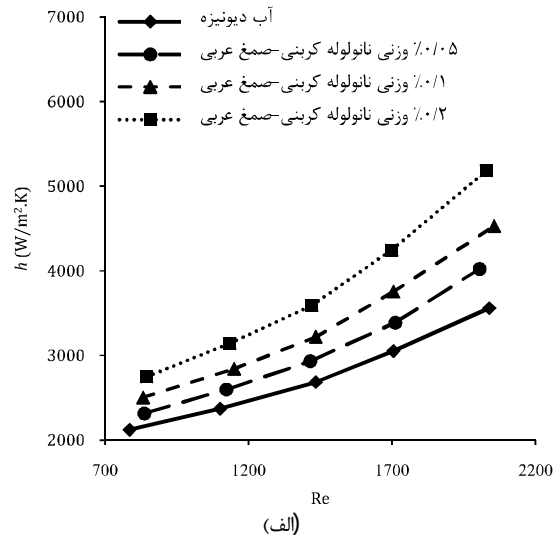 7000
6000
5000
4000
3000
2000
h (W/m².K)
آب دیونیزه
٪۰/۰۵ وزنی نانولوله کربنی-صمغ عربی
٪۰/۱ وزنی نانولوله کربنی-صمغ عربی
٪۰/۲ وزنی نانولوله کربنی-صمغ عربی
700 1200 1700 2200
Re
(الف)